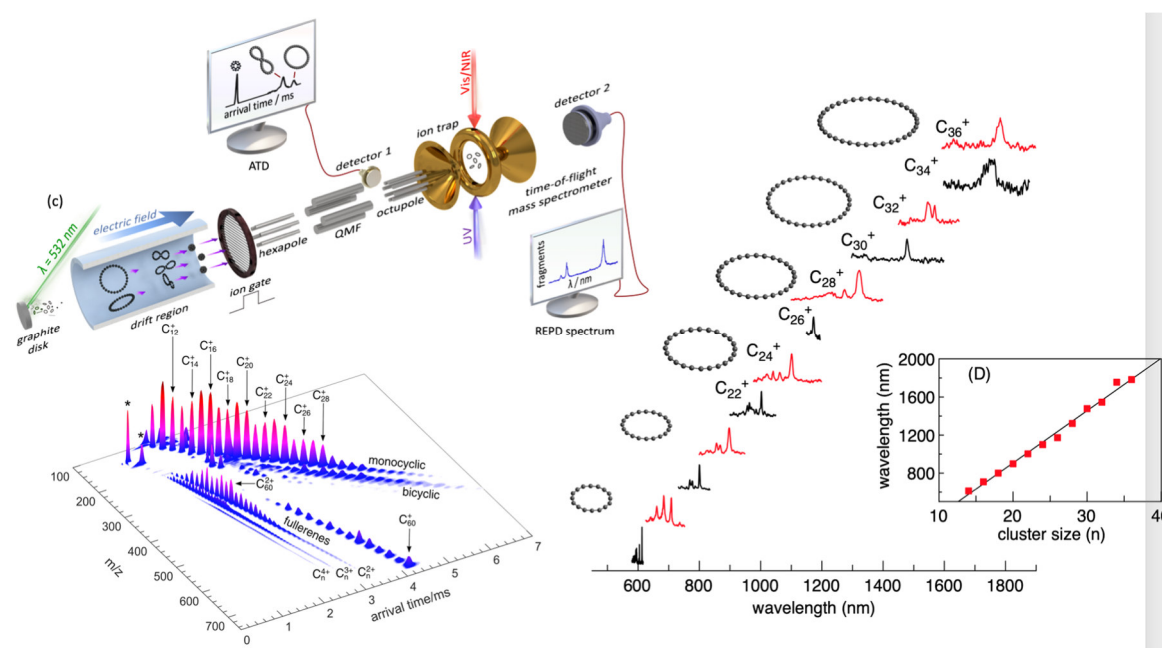 arrival time / ms
ATD
Vis/NIR
detector 2
ion trap
detector 1
time-of-flight
mass spectrometer
octupole
QMF
UV
(c)
electric field
λ = 532 nm
hexapole
ion gate
drift region
graphite
disk
fragments
λ / nm
REPD spectrum
C₁₂⁺
C₁₄⁺
C₁₆⁺
C₁₈⁺
C₂₀⁺
C₂₂⁺
C₂₄⁺
C₂₆⁺
C₂₈⁺
*
*
monocyclic
bicyclic
C₆₀²⁺
fullerenes
C₆₀⁺
Cₙ⁴⁺ Cₙ³⁺ Cₙ²⁺
100
200
300
400
500
600
700
m/z
0
1
2
3
4
5
6
7
arrival time/ms
C₃₆⁺
C₃₄⁺
C₃₂⁺
C₃₀⁺
C₂₈⁺
C₂₆⁺
C₂₄⁺
C₂₂⁺
600 800 1000 1200 1400 1600 1800
wavelength (nm)
(D)
2000
1600
1200
800
wavelength (nm)
10 20 30 40
cluster size (n)